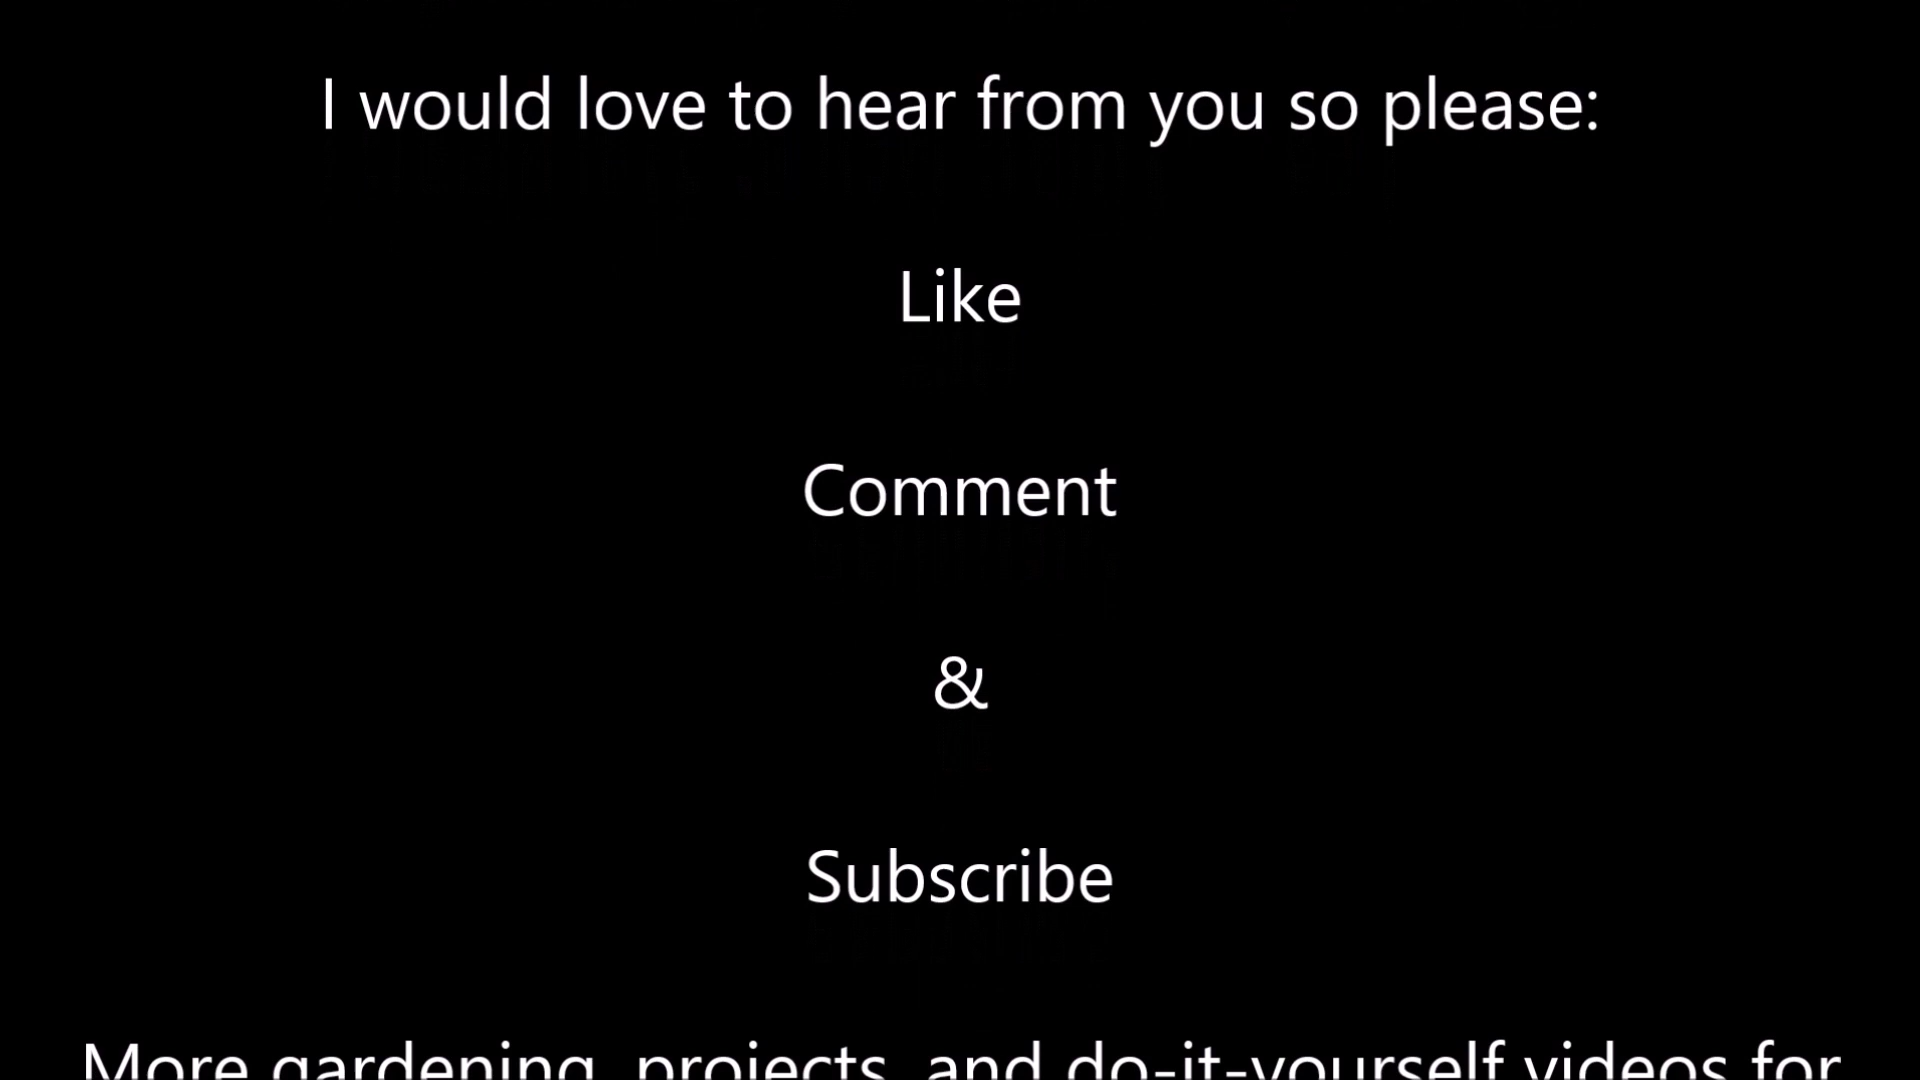 I would love to hear from you so please:
Like
Comment
&
Subscribe
More gardening, projects, and do-it-yourself videos for